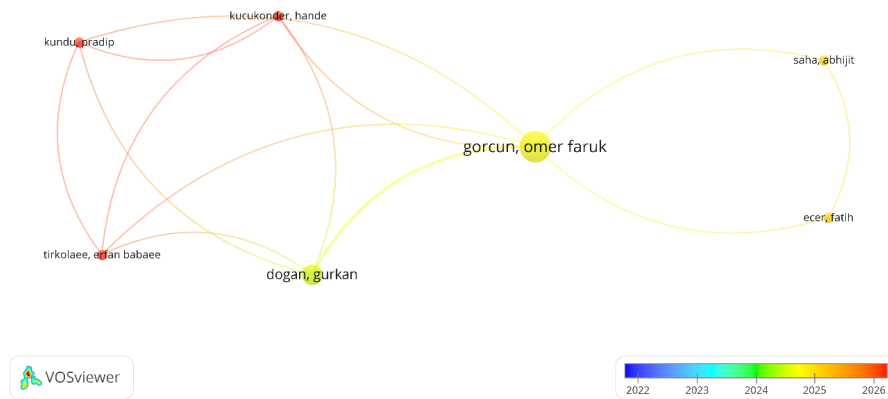 kucukonder, hande
kundu, pradip
saha, abhijit
gorcun, omer faruk
ecer, fatih
tirkolaee, erfan babaee
dogan, gurkan
VOSviewer
2022 2023 2024 2025 2026